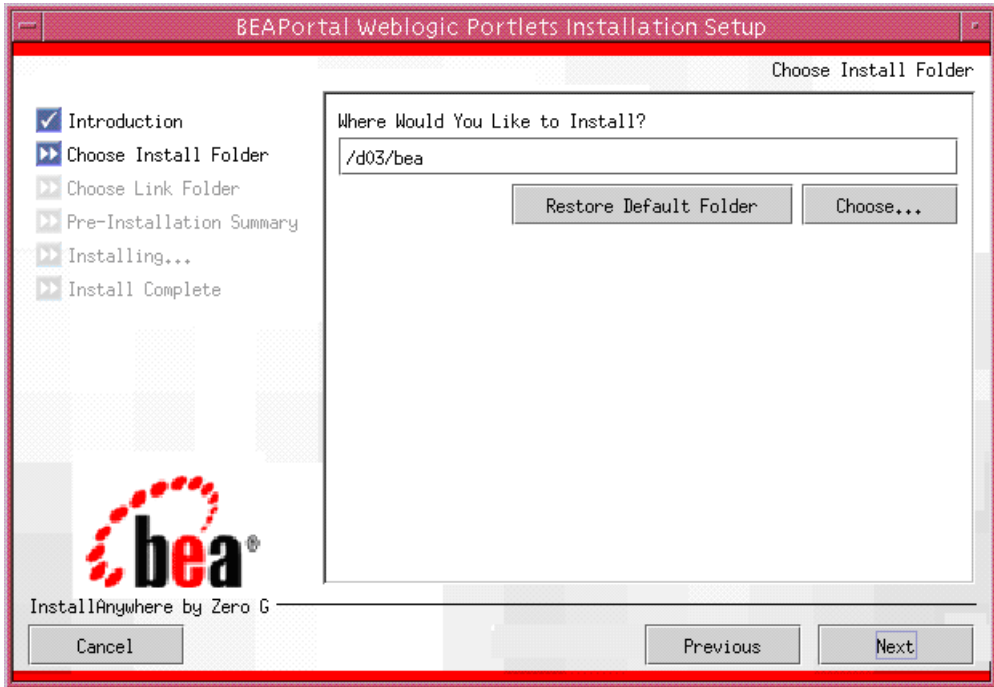 BEAPortal Weblogic Portlets Installation Setup
Choose Install Folder
Introduction
Choose Install Folder
Choose Link Folder
Pre-Installation Summary
Installing...
Install Complete
Where Would You Like to Install?
/d03/bea
Restore Default Folder
Choose...
bea®
InstallAnywhere by Zero G
Cancel
Previous
Next